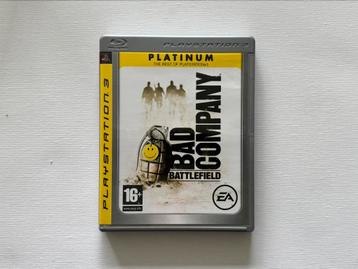 PLAYSTATION 3
PLATINUM
THE BEST OF PLAYSTATION 3
PLAYSTATION 3
BAD
COMPANY
BATTLEFIELD
16+
EA